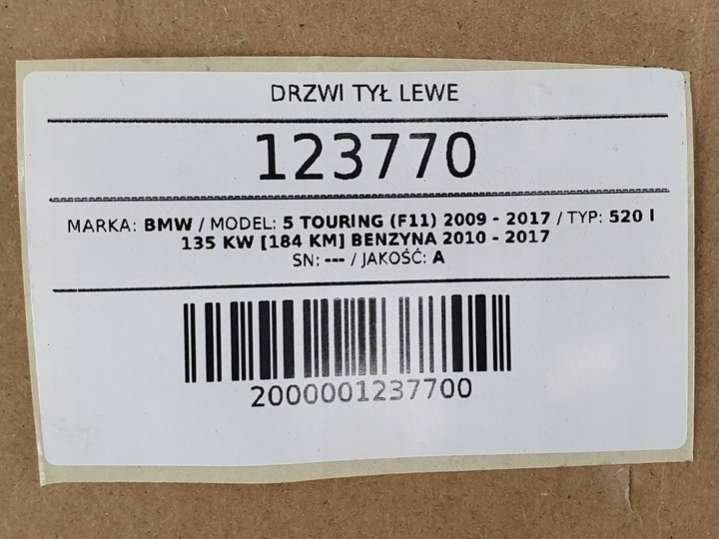 DRZWI TYŁ LEWE
123770
MARKA: BMW / MODEL: 5 TOURING (F11) 2009 - 2017 / TYP: 520 I
135 KW [184 KM] BENZYNA 2010 - 2017
SN: --- / JAKOŚĆ: A
2000001237700